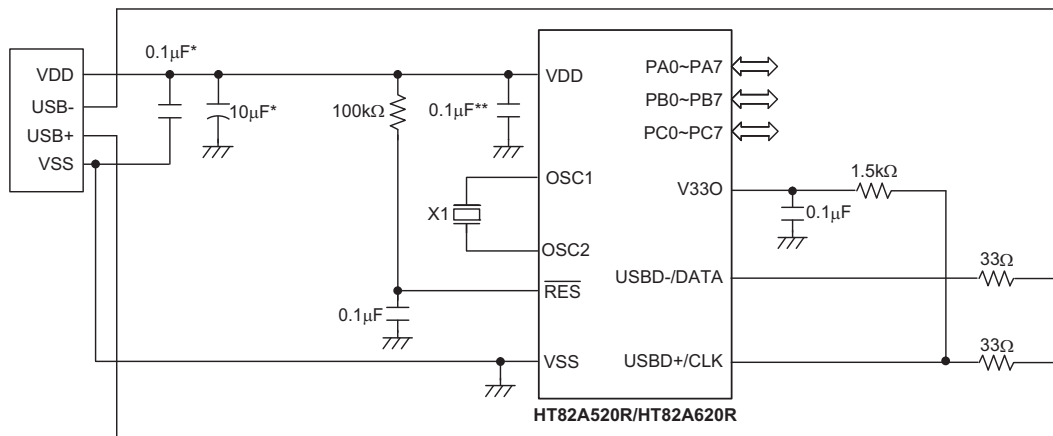 0.1μF*
VDD
USB-
USB+
VSS
10μF*
100kΩ
0.1μF**
VDD
PA0~PA7
PB0~PB7
PC0~PC7
OSC1
X1
OSC2
V33O
1.5kΩ
0.1μF
USBD-/DATA
33Ω
RES
0.1μF
VSS
USBD+/CLK
33Ω
HT82A520R/HT82A620R